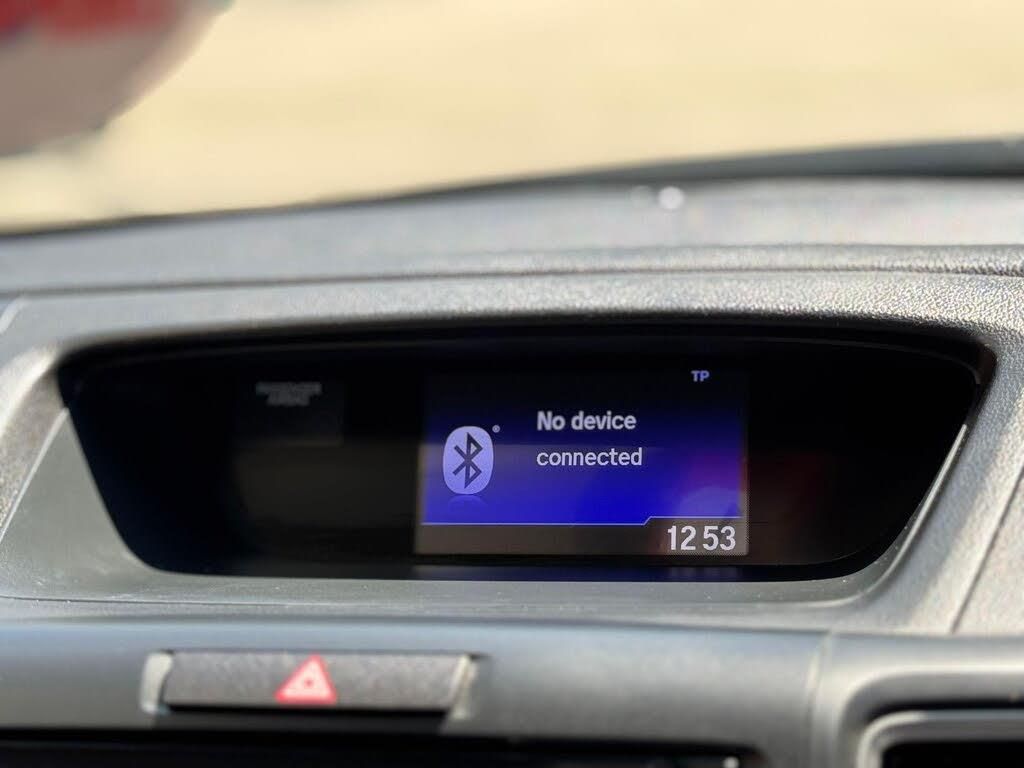 TP
No device
connected
12 53